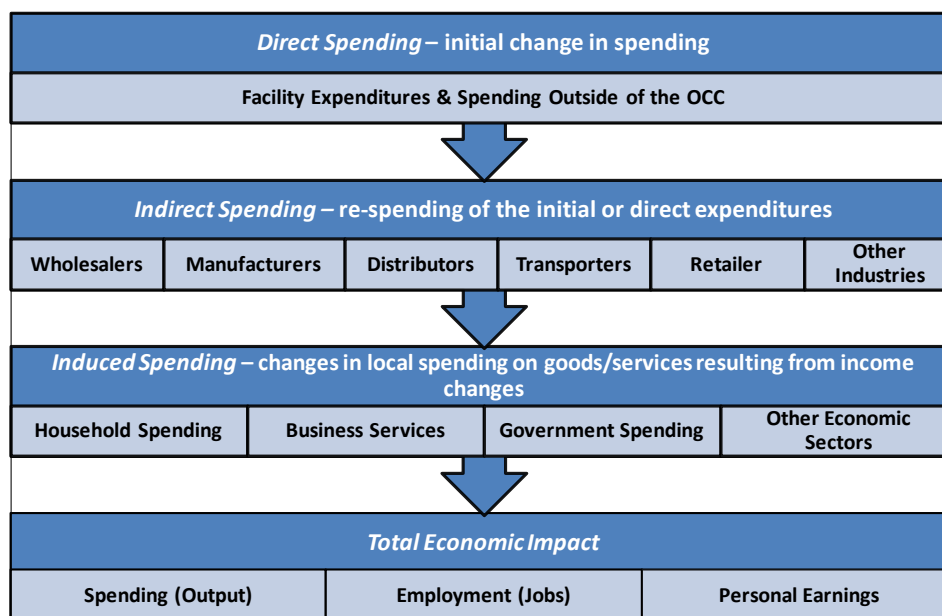 Direct Spending – initial change in spending
Facility Expenditures & Spending Outside of the OCC
Indirect Spending – re-spending of the initial or direct expenditures
Wholesalers
Manufacturers
Distributors
Transporters
Retailer
Other
Industries
Induced Spending – changes in local spending on goods/services resulting from income
changes
Household Spending
Business Services
Government Spending
Other Economic
Sectors
Total Economic Impact
Spending (Output)
Employment (Jobs)
Personal Earnings